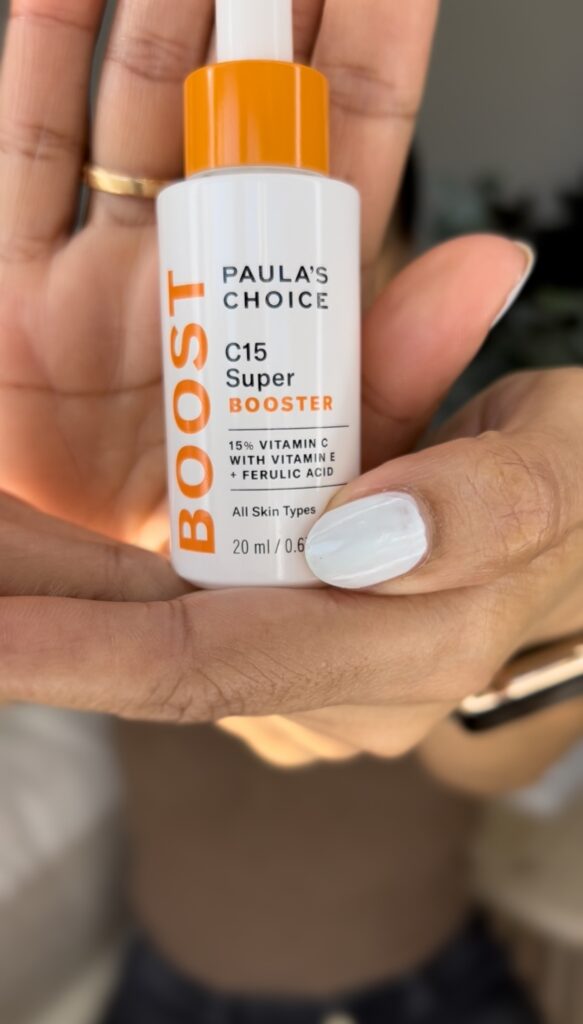 BOOST
PAULA'S
CHOICE
C15
Super
BOOSTER
15% VITAMIN C
WITH VITAMIN E
+ FERULIC ACID
All Skin Types
20 ml / 0.6